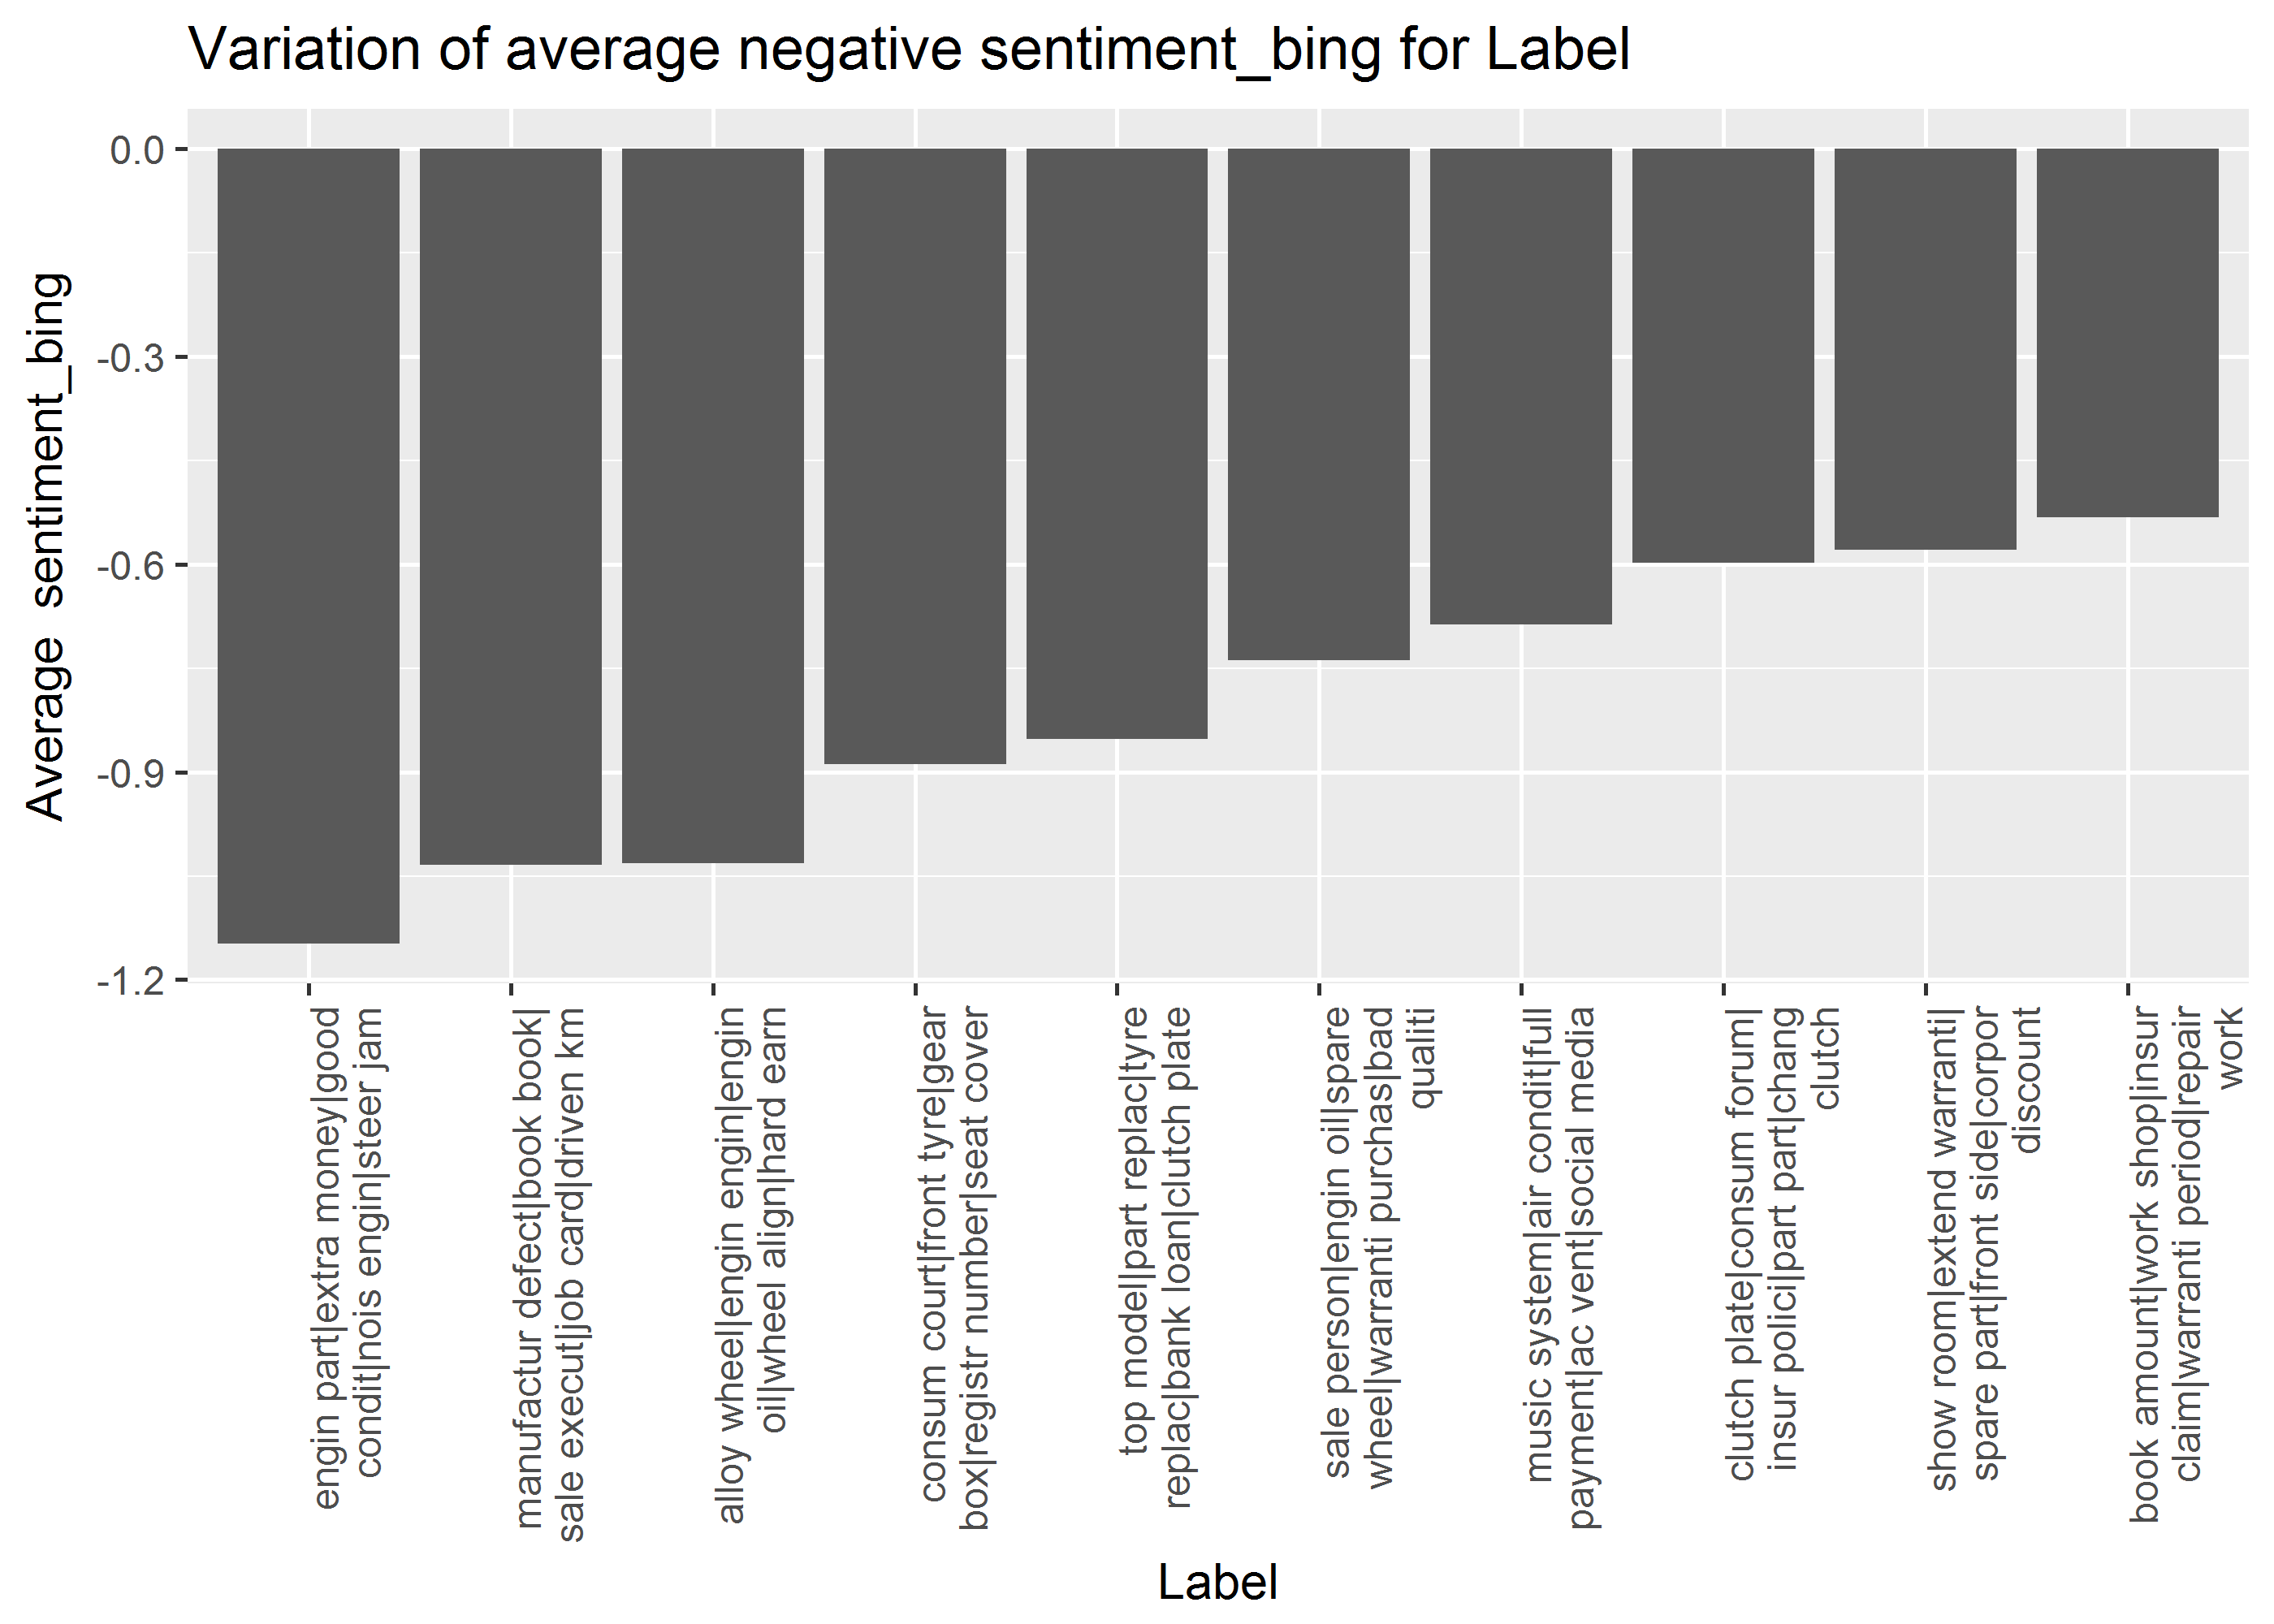 Variation of average negative sentiment_bing for Label
Average  sentiment_bing
0.0
-0.3
-0.6
-0.9
-1.2
engin part|extra money|good
condit|nois engin|steer jam
manufactur defect|book book|
sale execut|job card|driven km
alloy wheel|engin engin|engin
oil|wheel align|hard earn
consum court|front tyre|gear
box|registr number|seat cover
top model|part replac|tyre
replac|bank loan|clutch plate
sale person|engin oil|spare
wheel|warranti purchas|bad
qualiti
music system|air condit|full
payment|ac vent|social media
clutch plate|consum forum|
insur polici|part part|chang
clutch
show room|extend warranti|
spare part|front side|corpor
discount
book amount|work shop|insur
claim|warranti period|repair
work
Label